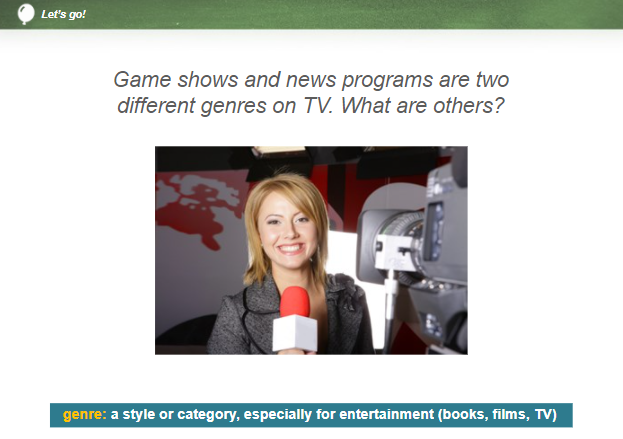 Let's go!
Game shows and news programs are two
different genres on TV. What are others?
genre: a style or category, especially for entertainment (books, films, TV)